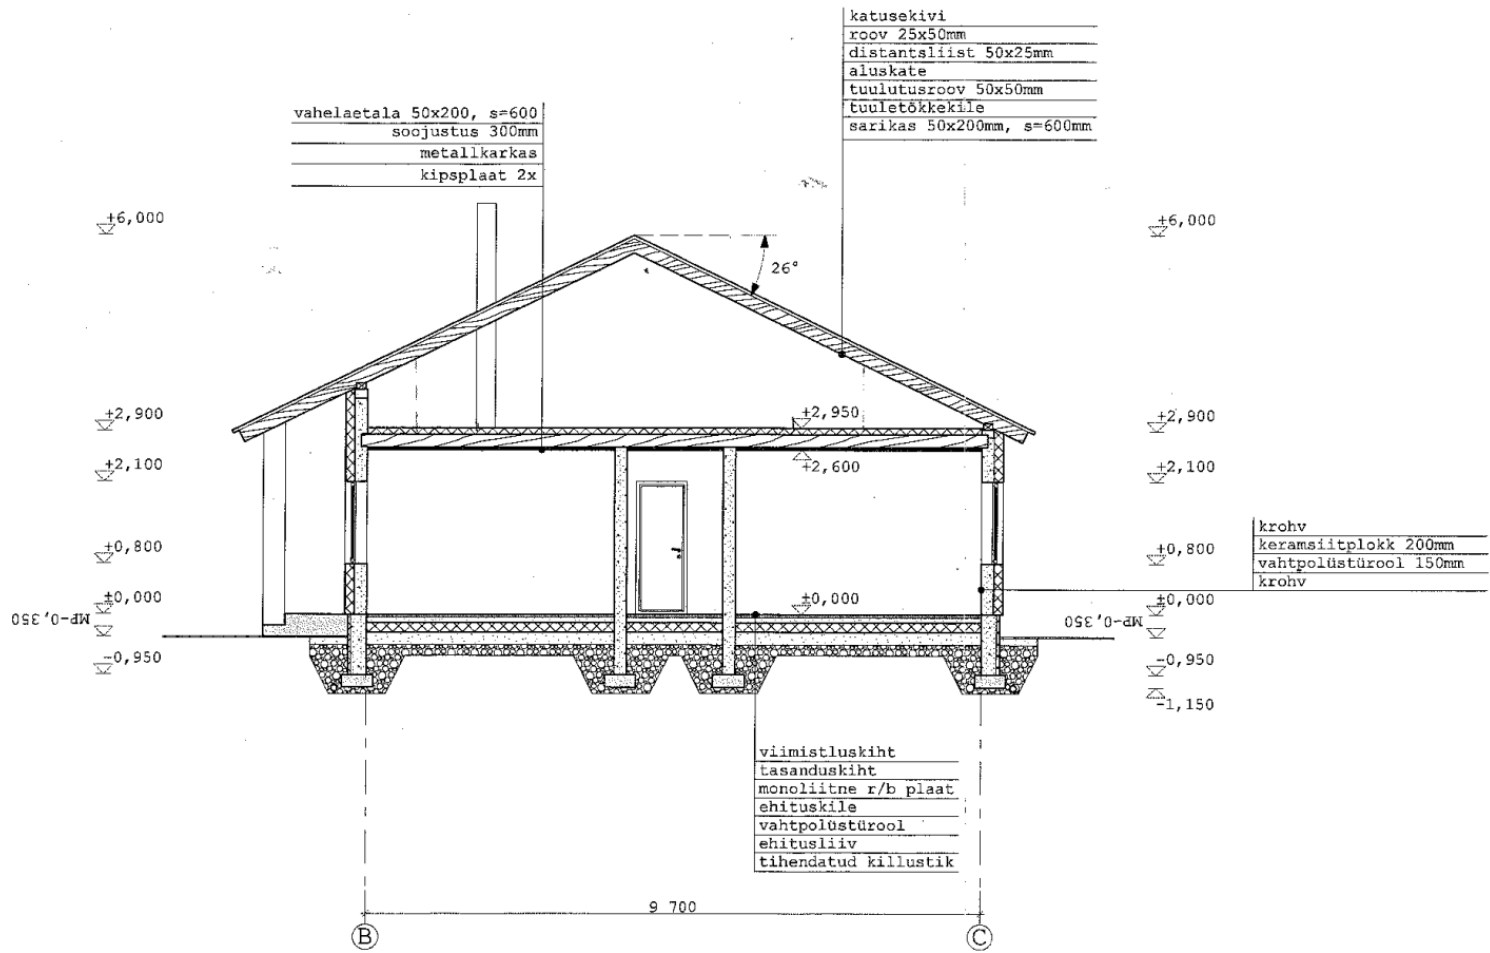 katusekivi
roov 25x50mm
distantsliist 50x25mm
aluskate
tuulutusroov 50x50mm
tuuletõkkekile
sarikas 50x200mm, s=600mm
vahelaetala 50x200, s=600
soojustus 300mm
metallkarkas
kipsplaat 2x
+6,000
+6,000
26°
+2,900
+2,950
+2,900
+2,100
+2,600
+2,100
krohv
keramsiitplokk 200mm
vahtpolüstürool 150mm
krohv
+0,800
+0,800
±0,000
±0,000
±0,000
MP-0,350
MP-0,350
-0,950
-0,950
-1,150
viimistluskiht
tasanduskiht
monoliitne r/b plaat
ehituskile
vahtpolüstürool
ehitusliiv
tihendatud killustik
9 700
B
C